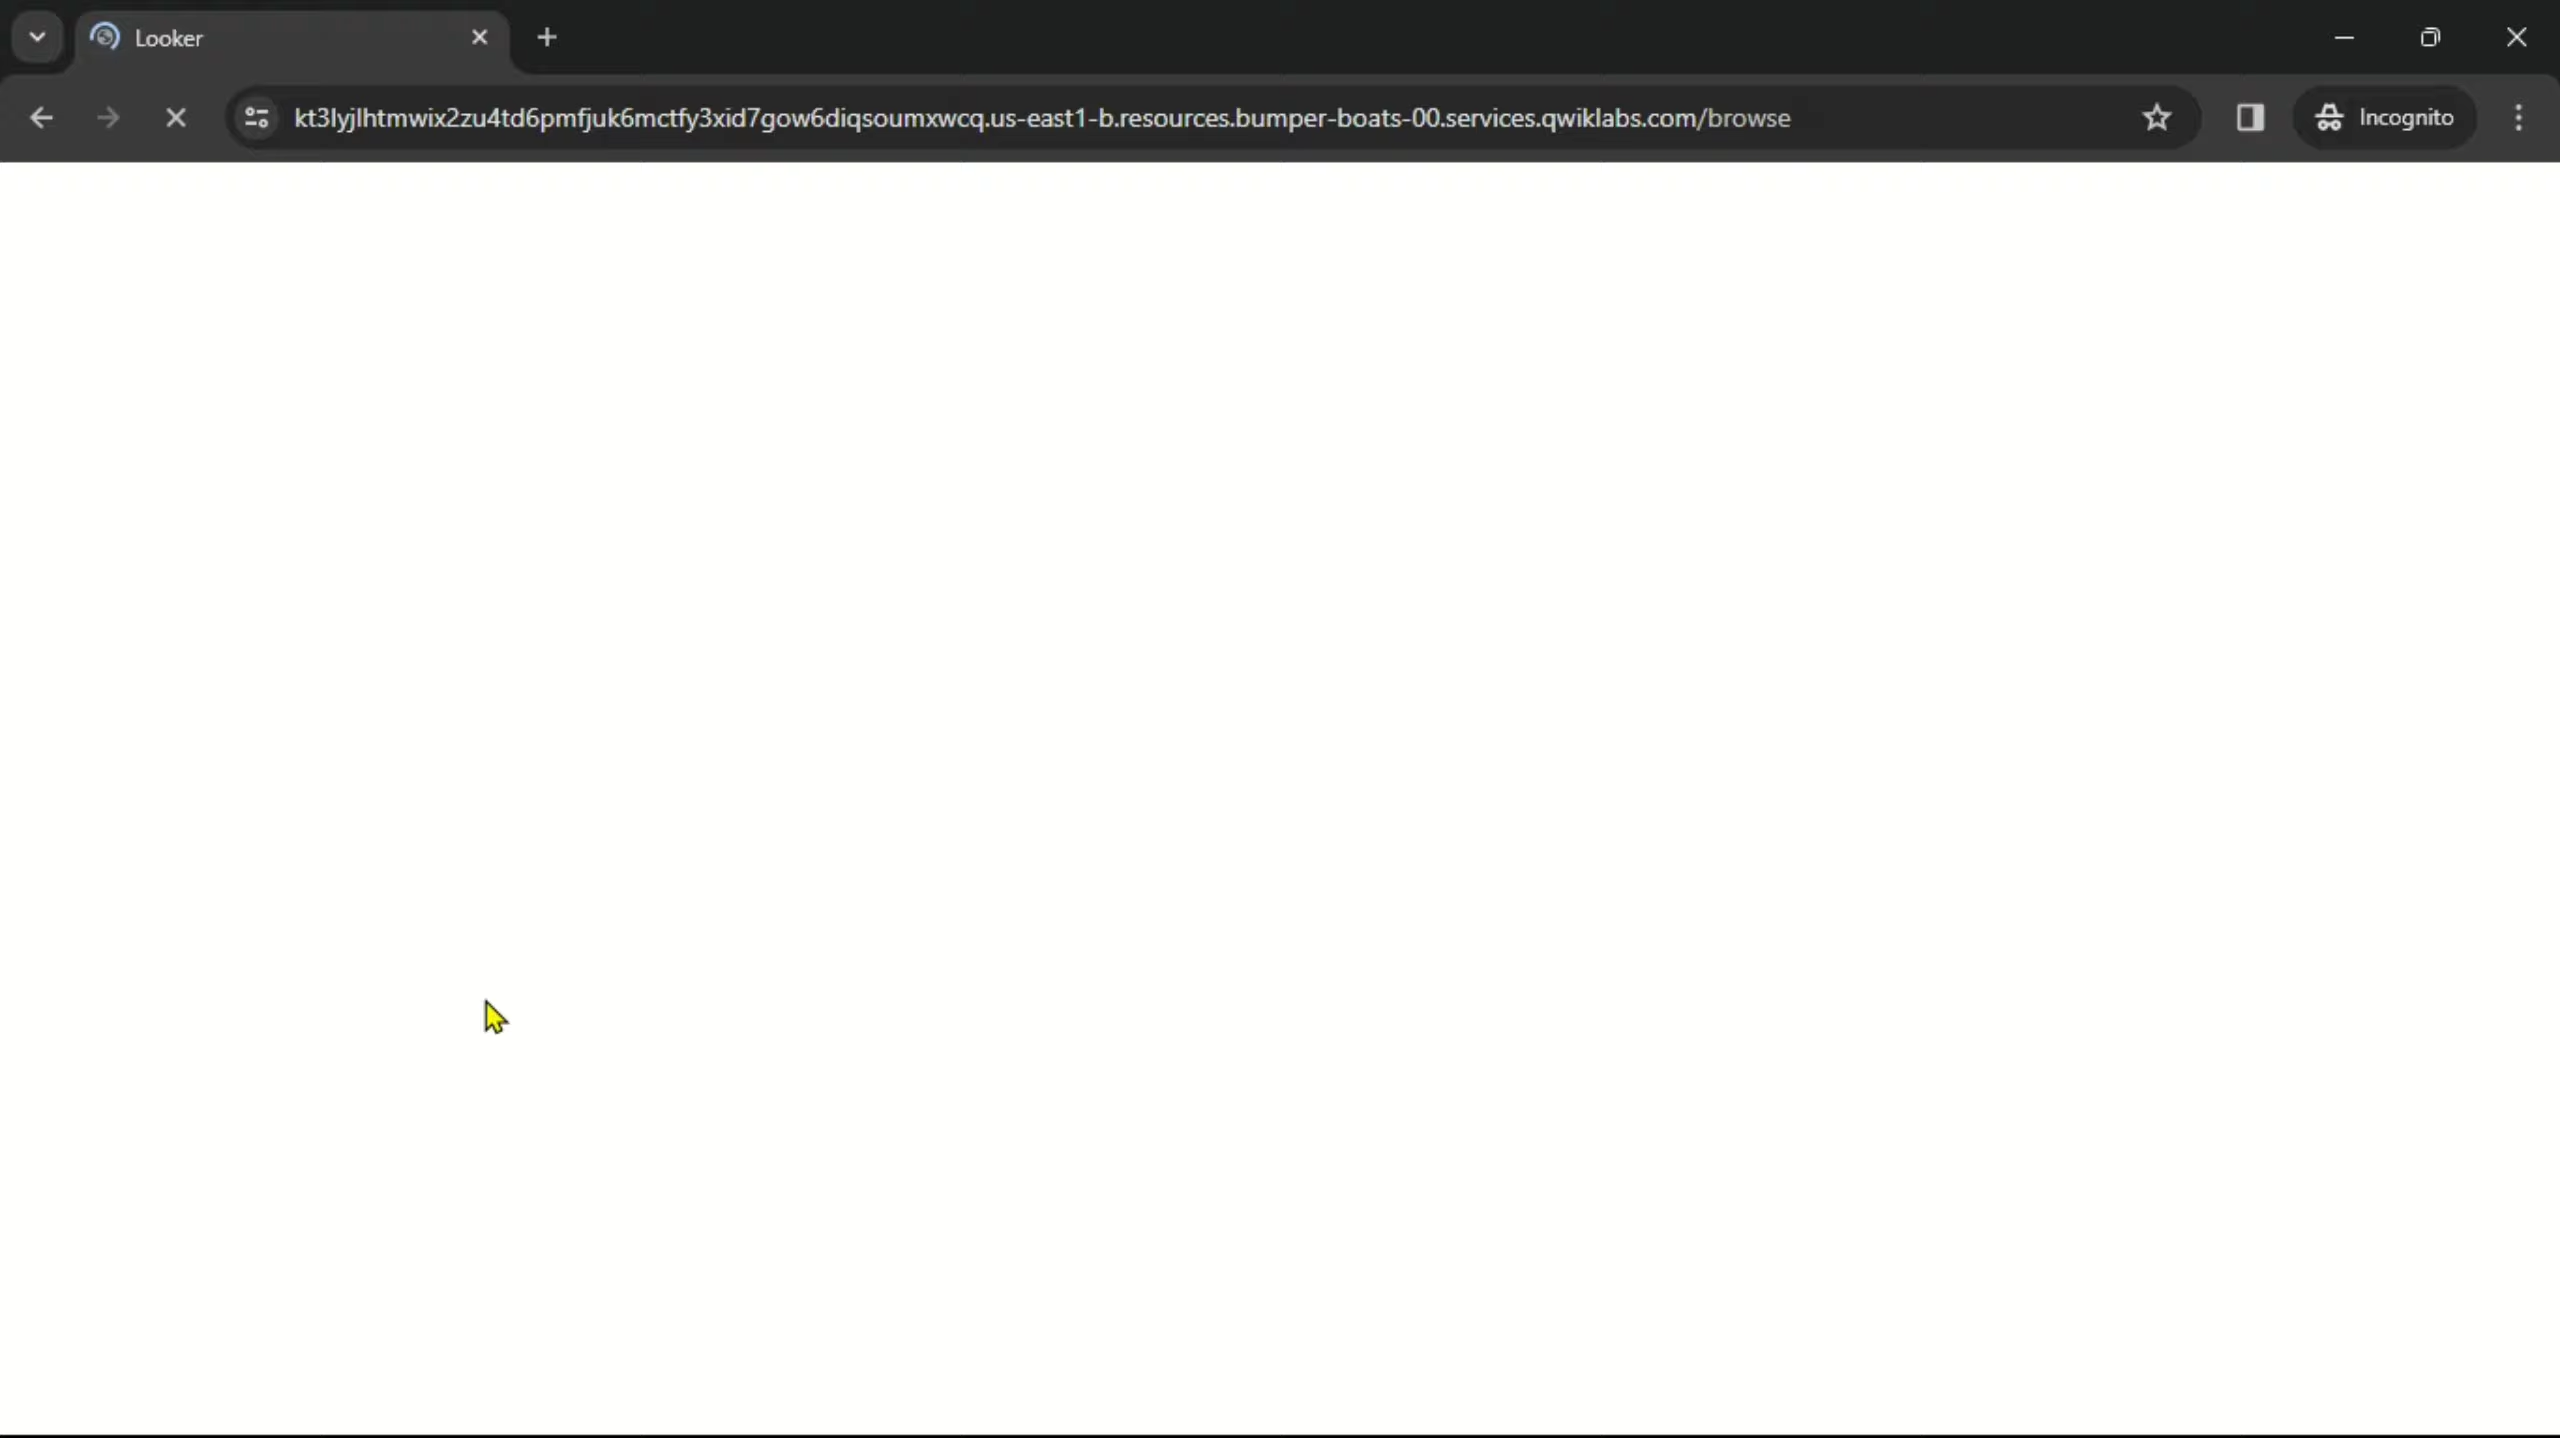 Looker
kt3lyjlhtmwix2zu4td6pmfjuk6mctfy3xid7gow6diqsoumxwcq.us-east1-b.resources.bumper-boats-00.services.qwiklabs.com/browse
Incognito